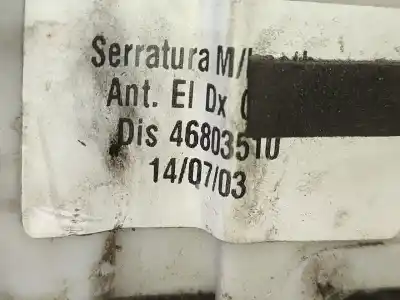 Serratura M/
Ant. El Dx (
Dis 46803510
14/07/03